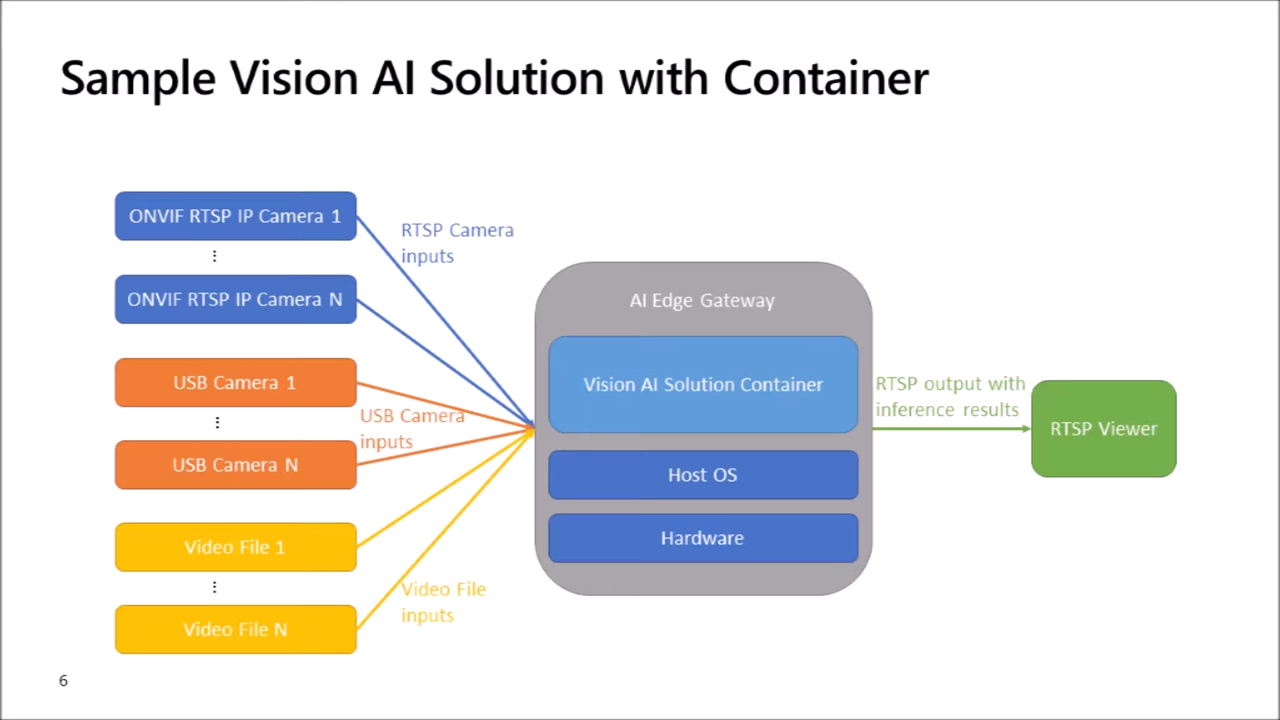 Sample Vision AI Solution with Container
ONVIF RTSP IP Camera 1
ONVIF RTSP IP Camera N
USB Camera 1
USB Camera N
Video File 1
Video File N
RTSP Camera
inputs
USB Camera
inputs
Video File
inputs
AI Edge Gateway
Vision AI Solution Container
Host OS
Hardware
RTSP output with
inference results
RTSP Viewer
6